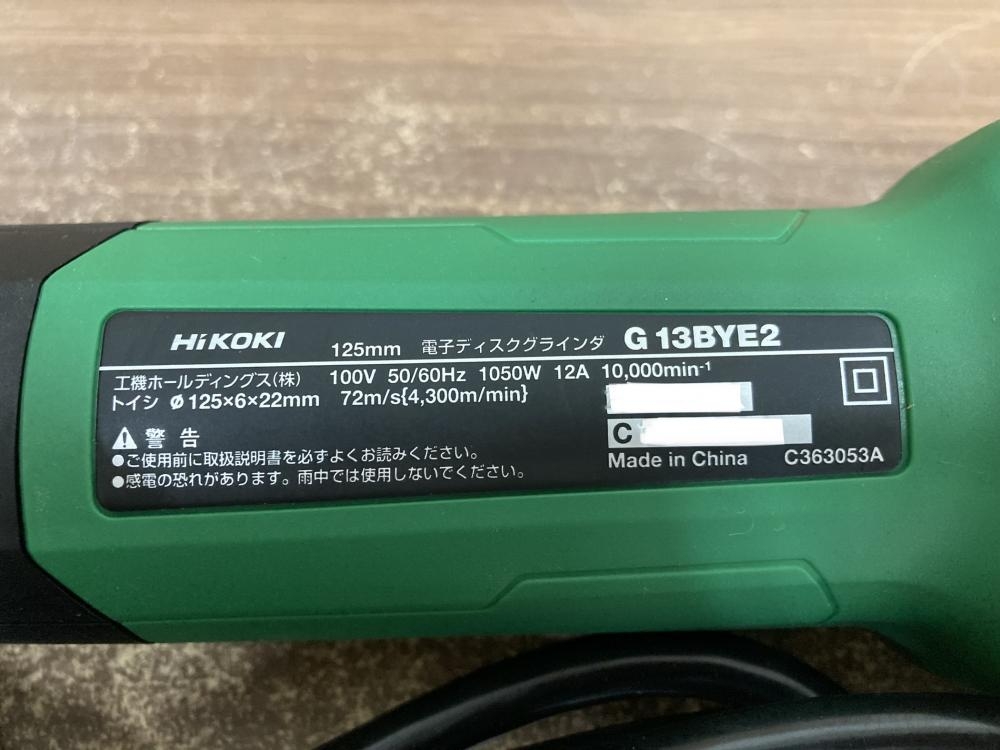 HiKOKI 125mm 電子ディスクグラインダ G 13BYE2
工機ホールディングス(株) 100V 50/60Hz 1050W 12A 10,000min⁻¹
トイシ φ125×6×22mm 72m/s{4,300m/min}
警告
●ご使用前に取扱説明書を必ずよくお読みください。
●感電の恐れがあります。雨中では使用しないでください。
C
Made in China C363053A